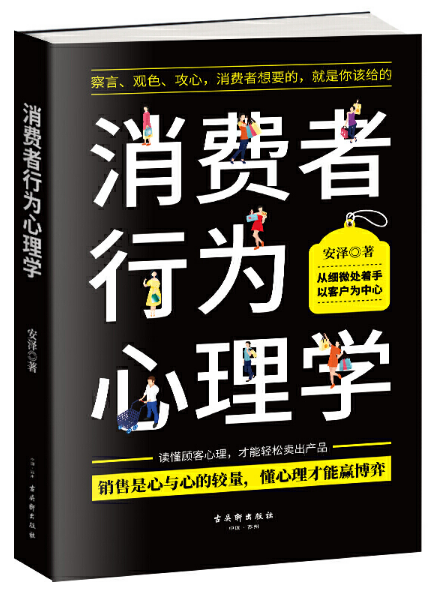 察言、观色、攻心，消费者想要的，就是你该给的
消费者
行为
心理学
安泽◎著
从细微处着手
以客户为中心
读懂顾客心理，才能轻松卖出产品
销售是心与心的较量，懂心理才能赢博弈
古吴轩出版社
中国·苏州
消费者行为心理学
安泽◎著